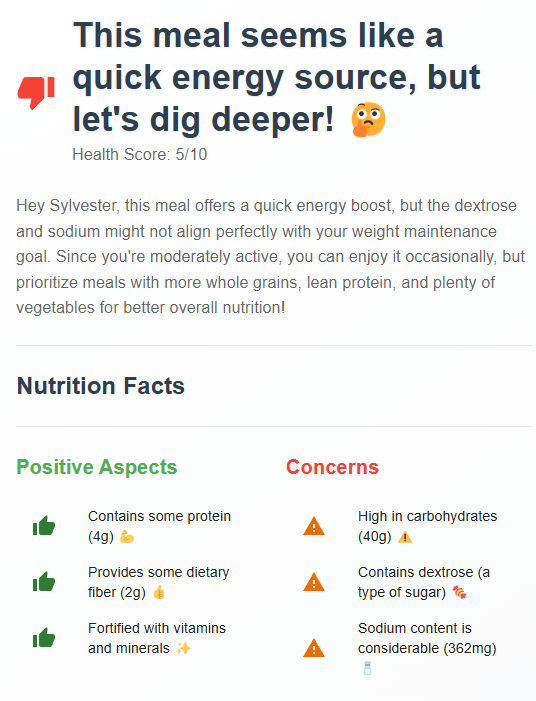 This meal seems like a
quick energy source, but
let's dig deeper! 🤔
Health Score: 5/10
Hey Sylvester, this meal offers a quick energy boost, but the dextrose
and sodium might not align perfectly with your weight maintenance
goal. Since you're moderately active, you can enjoy it occasionally, but
prioritize meals with more whole grains, lean protein, and plenty of
vegetables for better overall nutrition!
Nutrition Facts
Positive Aspects
Contains some protein
(4g) 💪
Provides some dietary
fiber (2g) 👍
Fortified with vitamins
and minerals ✨
Concerns
High in carbohydrates
(40g) ⚠️
Contains dextrose (a
type of sugar) 🍬
Sodium content is
considerable (362mg)
🧂